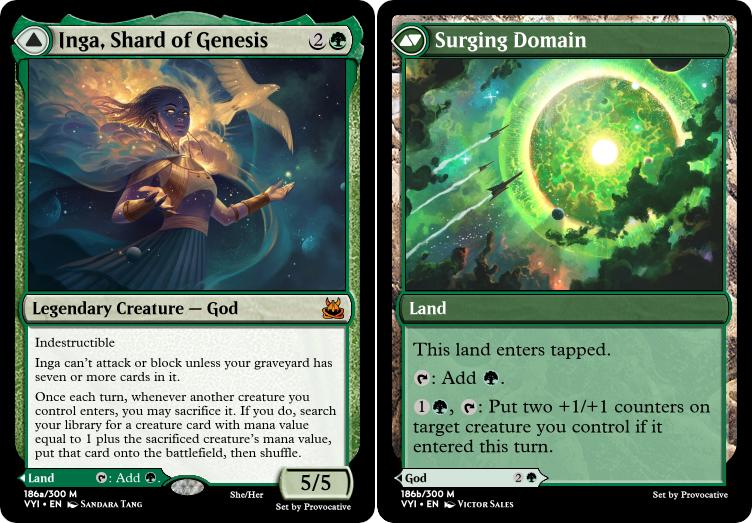 Inga, Shard of Genesis 2
Legendary Creature — God
Indestructible
Inga can't attack or block unless your graveyard has
seven or more cards in it.
Once each turn, whenever another creature you
control enters, you may sacrifice it. If you do, search
your library for a creature card with mana value
equal to 1 plus the sacrificed creature's mana value,
put that card onto the battlefield, then shuffle.
Land : Add .
5/5
186a/300 M
VYI • EN Sandara Tang
She/Her
Set by Provocative
Surging Domain
Land
This land enters tapped.
: Add .
1 , : Put two +1/+1 counters on
target creature you control if it
entered this turn.
God 2
186b/300 M
VYI • EN Victor Sales
Set by Provocative